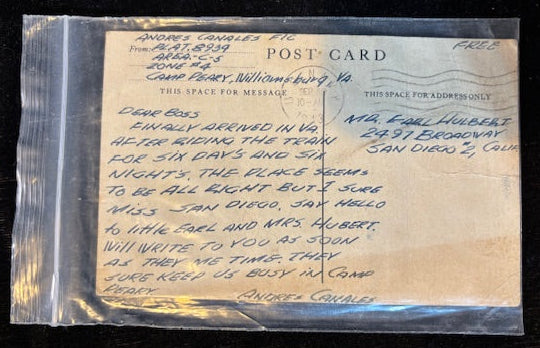 ANDRES CANALES F1C
From: PLAT. 8939
AREA-C-5
ZONE #4
CAMP PEARY, Williamsburg, VA.
POST CARD
FREE
THIS SPACE FOR MESSAGE
THIS SPACE FOR ADDRESS ONLY
SEP
1943
DEAR BOSS
FINALLY ARRIVED IN VA.
AFTER RIDING THE TRAIN
FOR SIX DAY'S AND SIX
NIGHTS. THE PLACE SEEMS
TO BE ALL RIGHT BUT I SURE
MISS SAN DIEGO. SAY HELLO
to little EARL AND MRS. HUBERT.
Will WRITE TO YOU AS SOON
AS THEY ME TIME. THEY
SURE KEEP US BUSY in CAMP
PEARY.
ANDRES CANALES
MR. EARL HULBERT
2497 BROADWAY
SAN DIEGO #2, CALIF